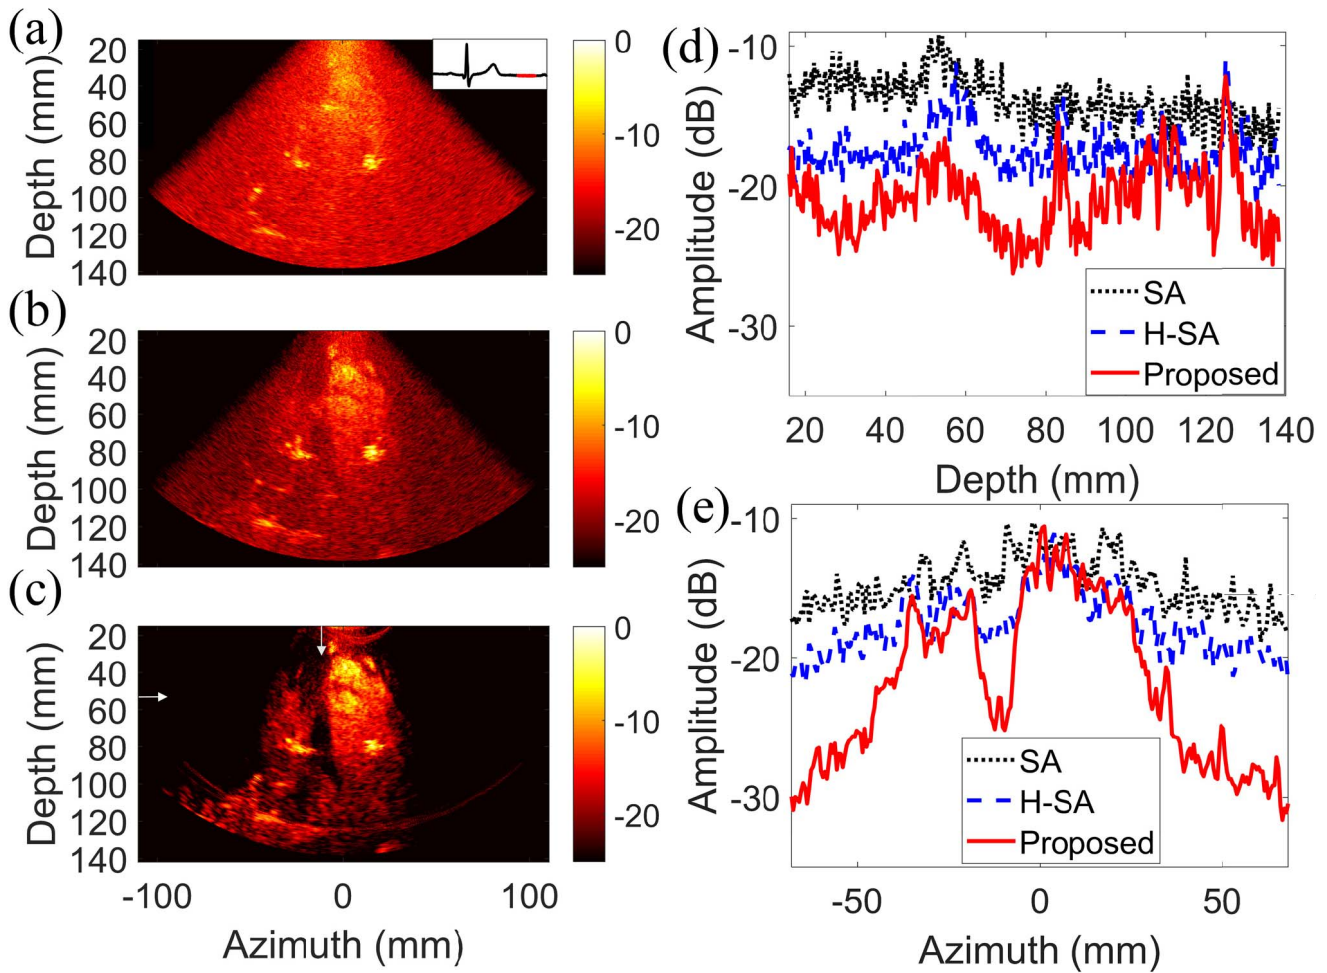 (a)
20
40
60
80
100
120
140
Depth (mm)
0
-10
-20
(b)
20
40
60
80
100
120
140
Depth (mm)
0
-10
-20
(c)
20
40
60
80
100
120
140
Depth (mm)
0
-10
-20
-100 0 100
Azimuth (mm)
(d)
-10
-20
-30
Amplitude (dB)
SA
H-SA
Proposed
20 40 60 80 100 120 140
Depth (mm)
(e)
-10
-20
-30
Amplitude (dB)
SA
H-SA
Proposed
-50 0 50
Azimuth (mm)